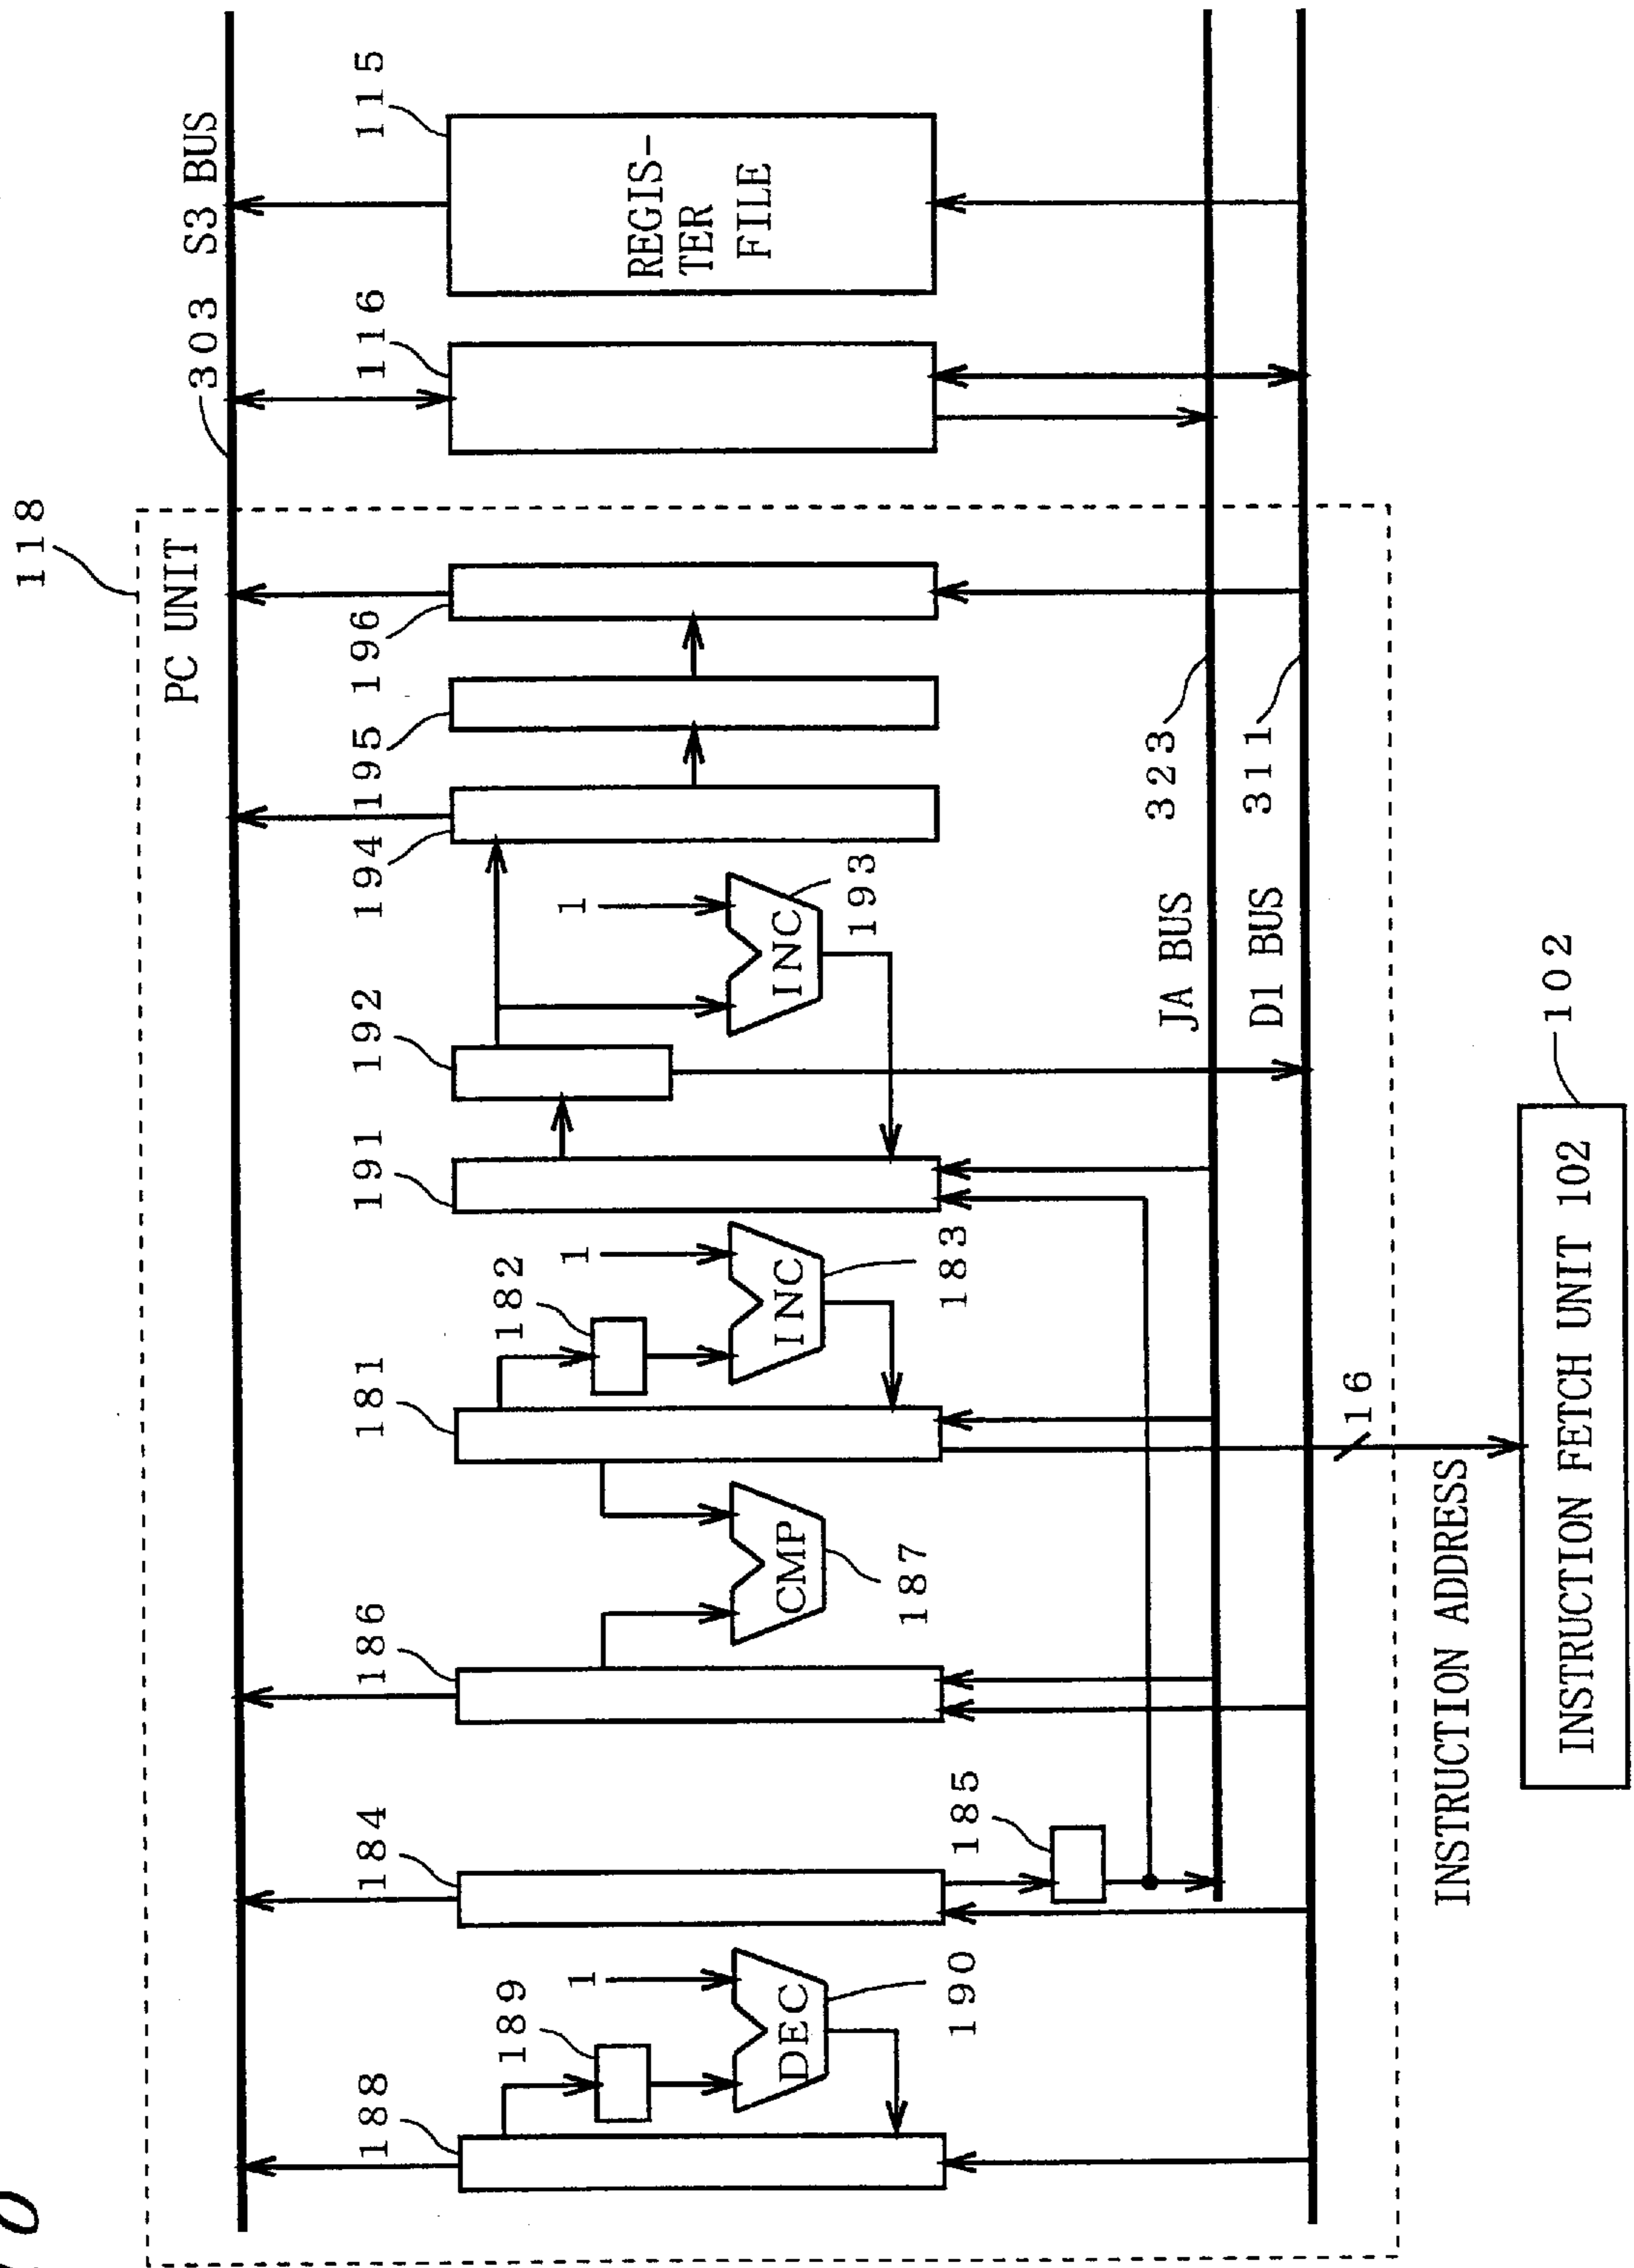 118
PC UNIT
303
S3 BUS
188
184
186
181
191
192
194
195
196
116
115
189
182
1
1
1
DEC
CMP
INC
INC
REGIS-
TER
FILE
190
187
183
193
185
JA BUS
323
D1 BUS
311
16
INSTRUCTION ADDRESS
102
INSTRUCTION FETCH UNIT 102